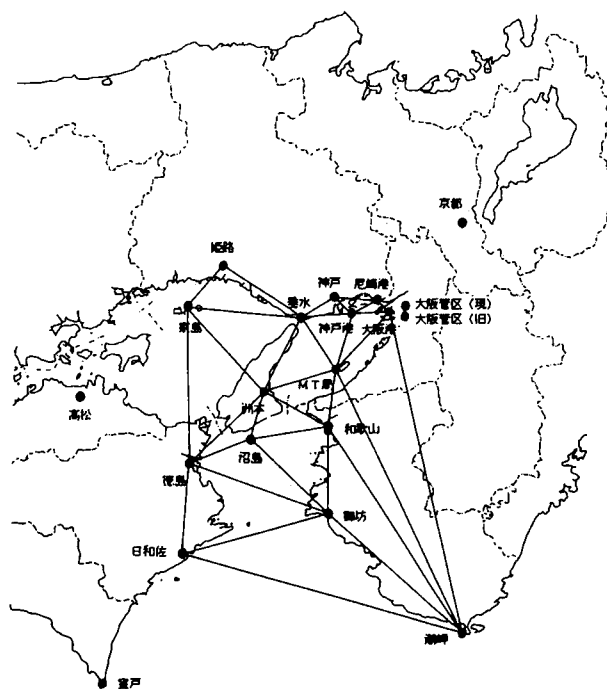 京都
姫路
神戸
尼崎港
大阪管区(現)
垂水
大阪管区(旧)
家島
神戸港
大阪港
MT局
洲本
高松
和歌山
沼島
徳島
御坊
日和佐
潮岬
室戸